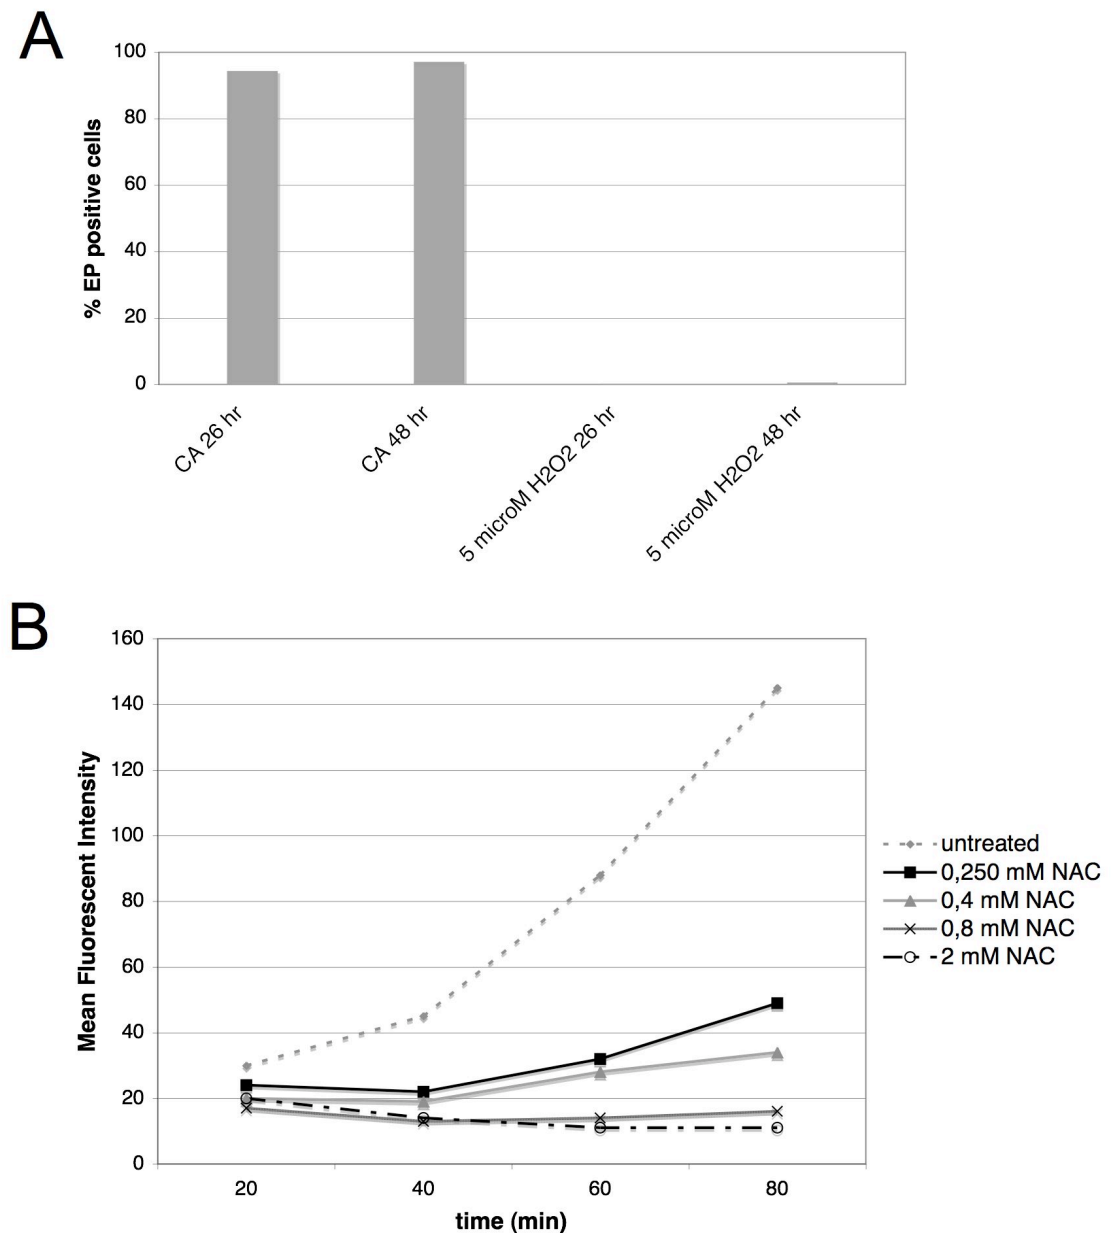 A
% EP positive cells
100
80
60
40
20
0
CA 26 hr
CA 48 hr
5 microM H2O2 26 hr
5 microM H2O2 48 hr
B
Mean Fluorescent Intensity
160
140
120
100
80
60
40
20
0
20 40 60 80
time (min)
untreated
0,250 mM NAC
0,4 mM NAC
0,8 mM NAC
2 mM NAC